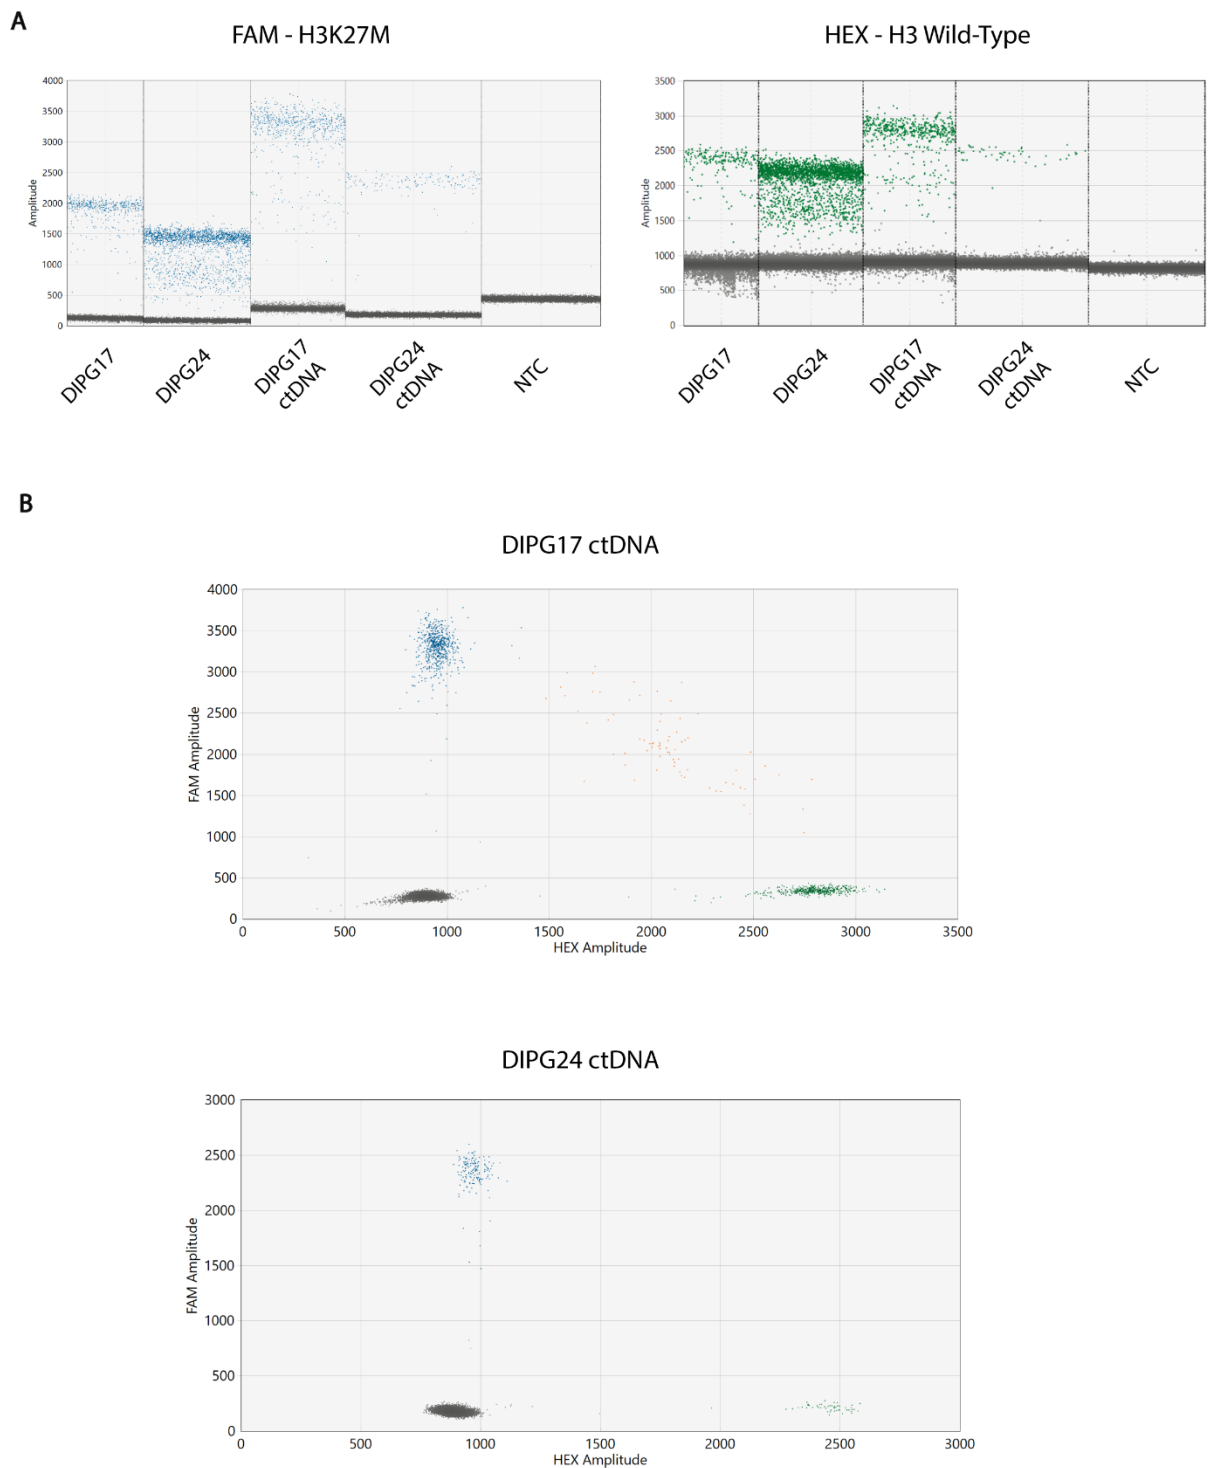 A
FAM - H3K27M
HEX - H3 Wild-Type
4000
3500
3000
2500
2000
1500
1000
500
0
Amplitude
DIPG17
DIPG24
DIPG17
ctDNA
DIPG24
ctDNA
NTC
3500
3000
2500
2000
1500
1000
500
0
Amplitude
DIPG17
DIPG24
DIPG17
ctDNA
DIPG24
ctDNA
NTC
B
DIPG17 ctDNA
4000
3500
3000
2500
2000
1500
1000
500
0
FAM Amplitude
0 500 1000 1500 2000 2500 3000 3500
HEX Amplitude
DIPG24 ctDNA
3000
2500
2000
1500
1000
500
0
FAM Amplitude
0 500 1000 1500 2000 2500 3000
HEX Amplitude